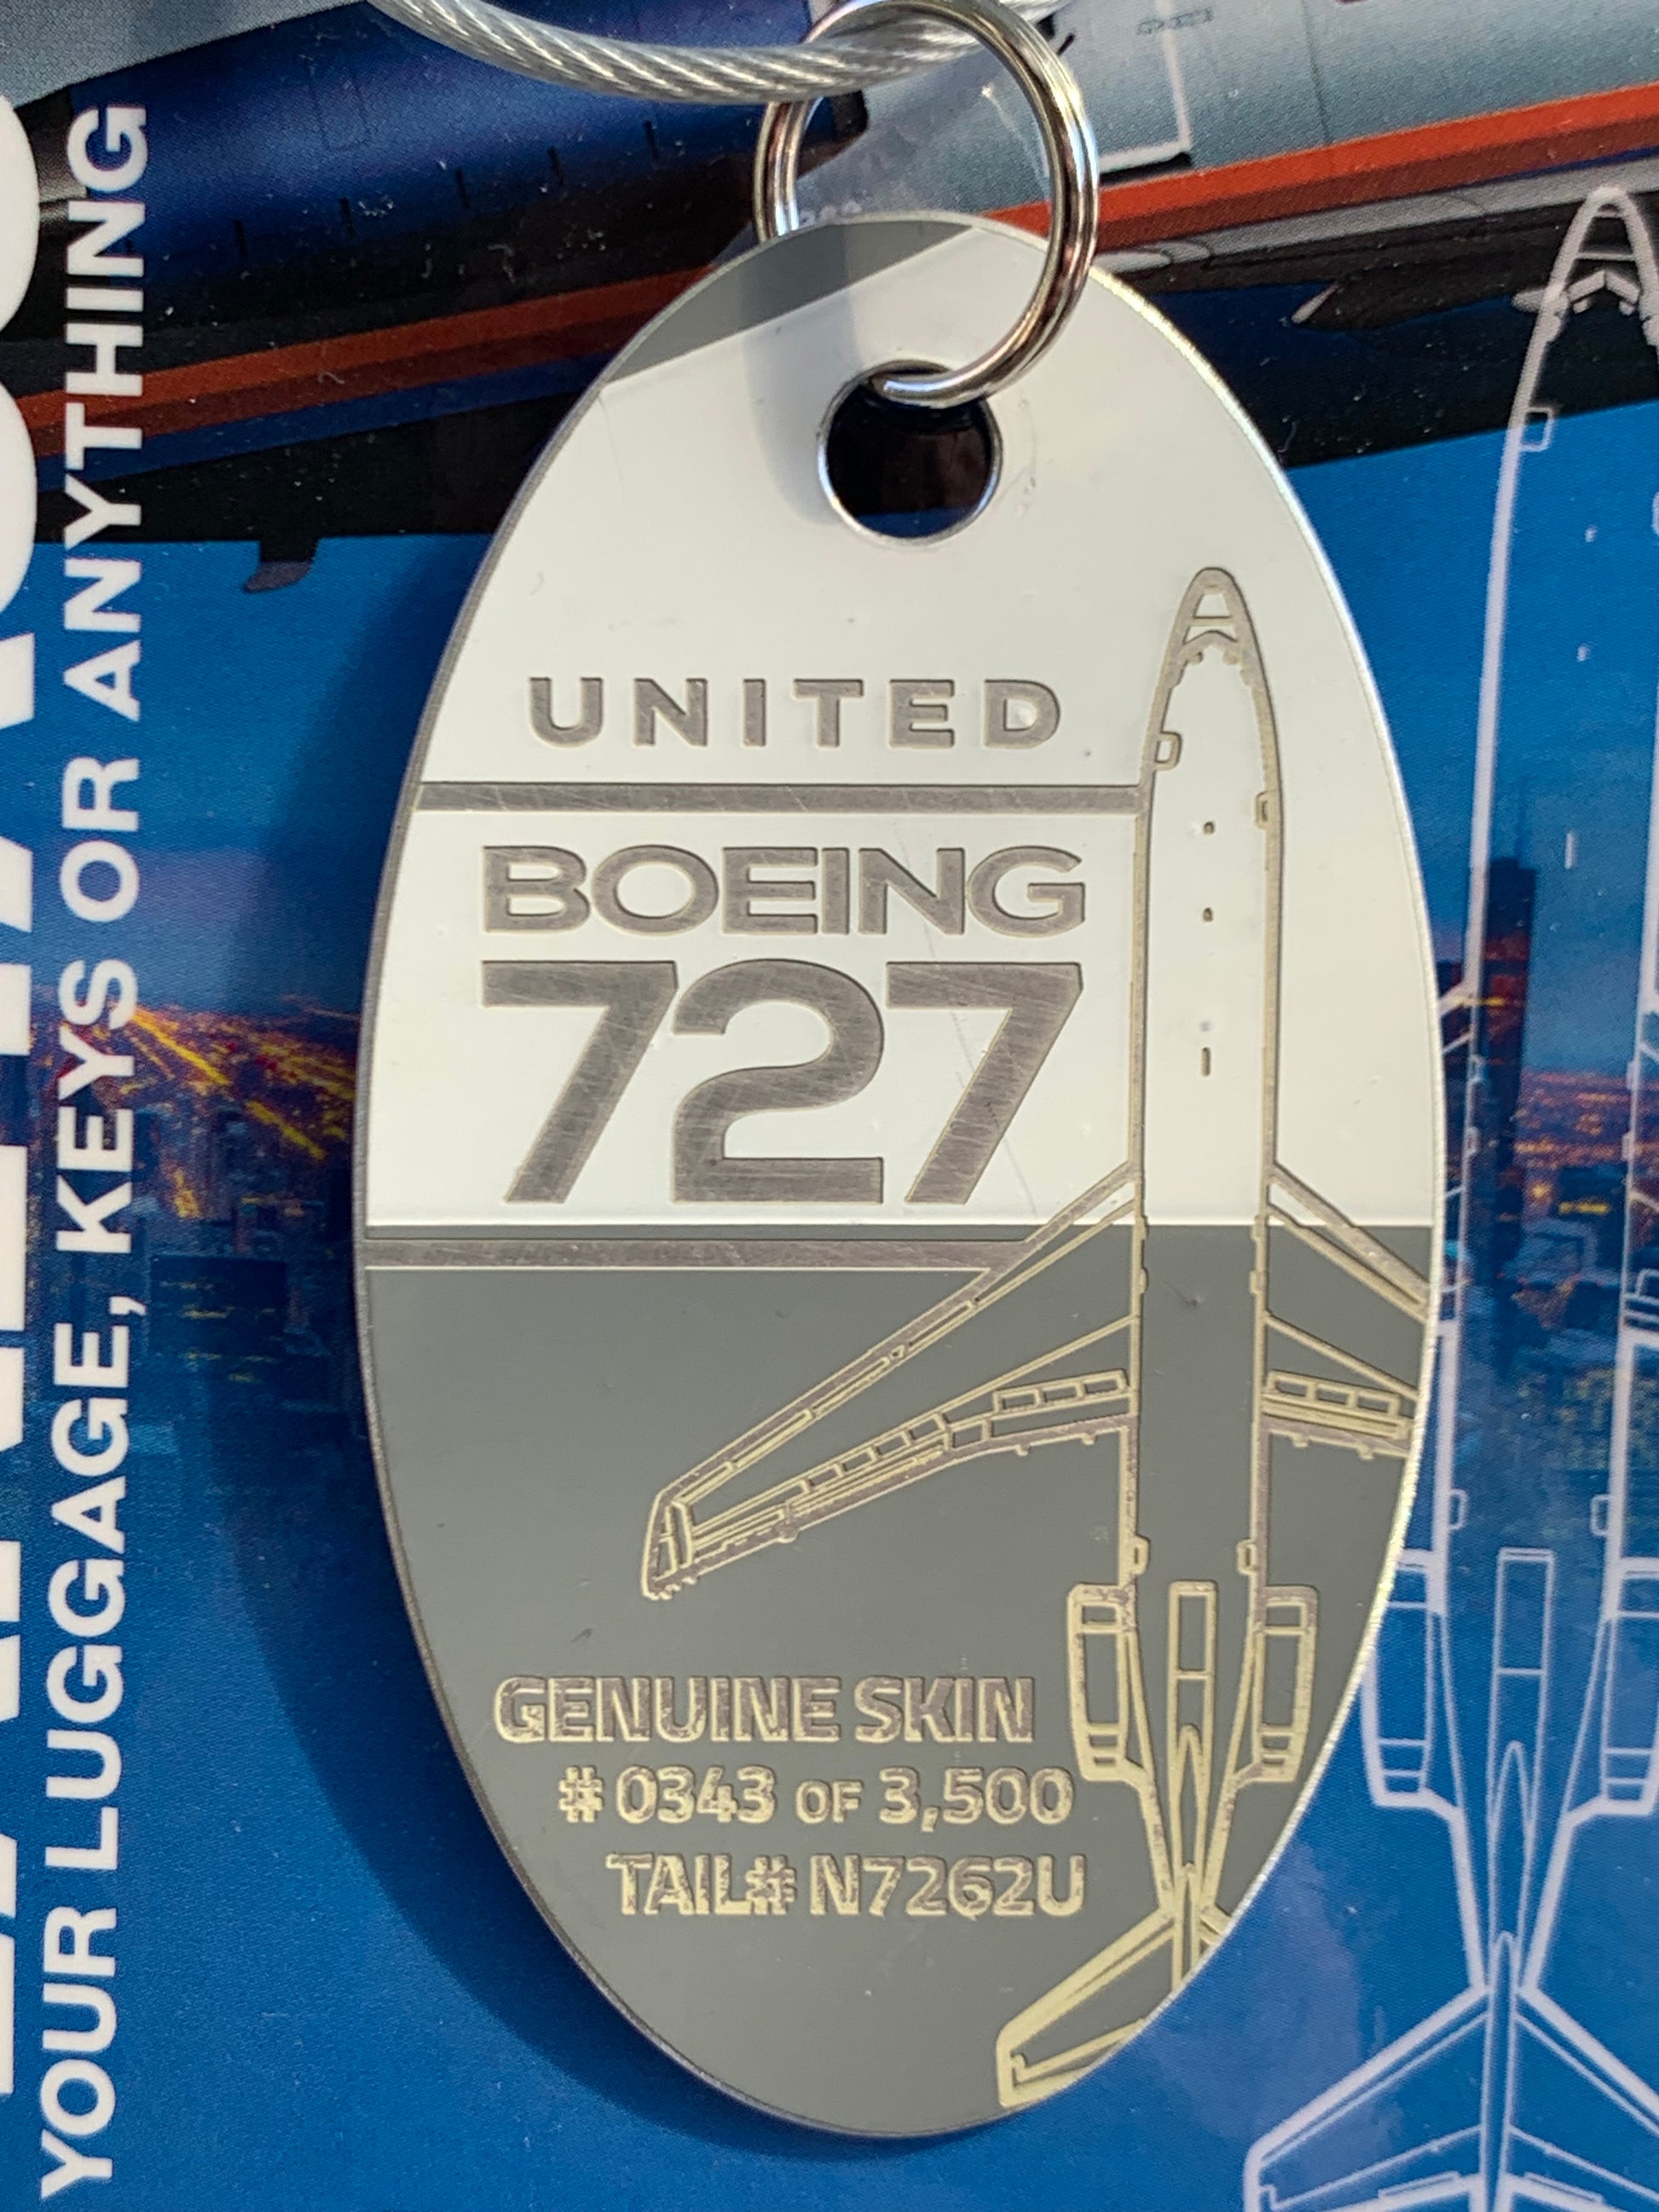 UNITED
BOEING
727
GENUINE SKIN
# 0343 OF 3,500
TAIL# N7262U
YOUR LUGGAGE, KEYS OR ANYTHING